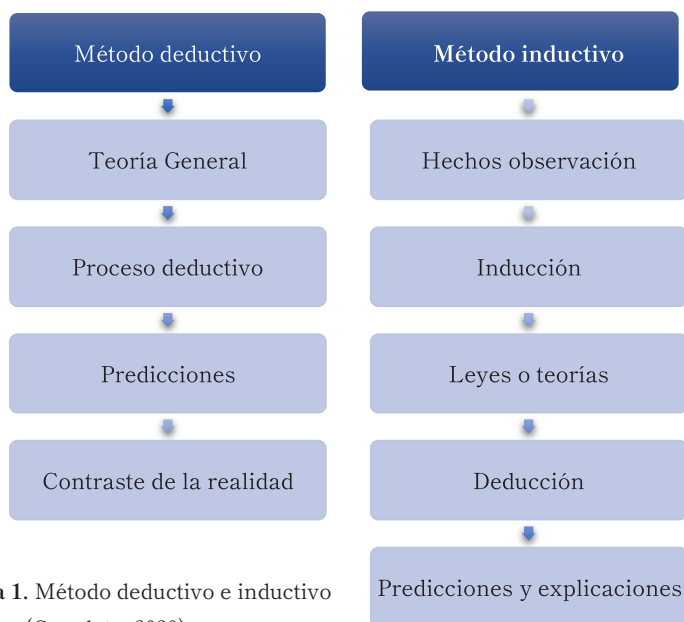 Método deductivo
Teoría General
Proceso deductivo
Predicciones
Contraste de la realidad
Método inductivo
Hechos observación
Inducción
Leyes o teorías
Deducción
Predicciones y explicaciones
1. Método deductivo e inductivo